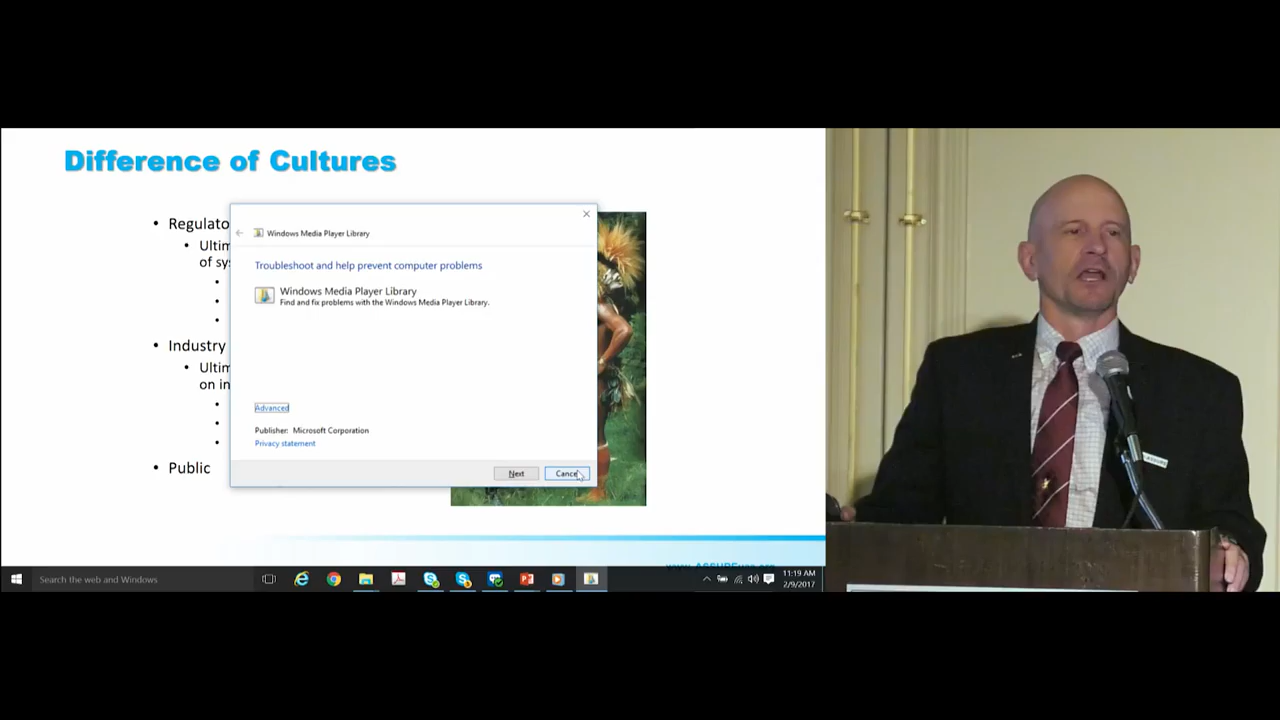 Difference of Cultures
• Regulato
• Ultim
of sy
• Industry
• Ultim
on in
• Public
Windows Media Player Library
Troubleshoot and help prevent computer problems
Windows Media Player Library
Find and fix problems with the Windows Media Player Library.
Advanced
Publisher: Microsoft Corporation
Privacy statement
Next
Cancel
Search the web and Windows
11:19 AM
2/9/2017